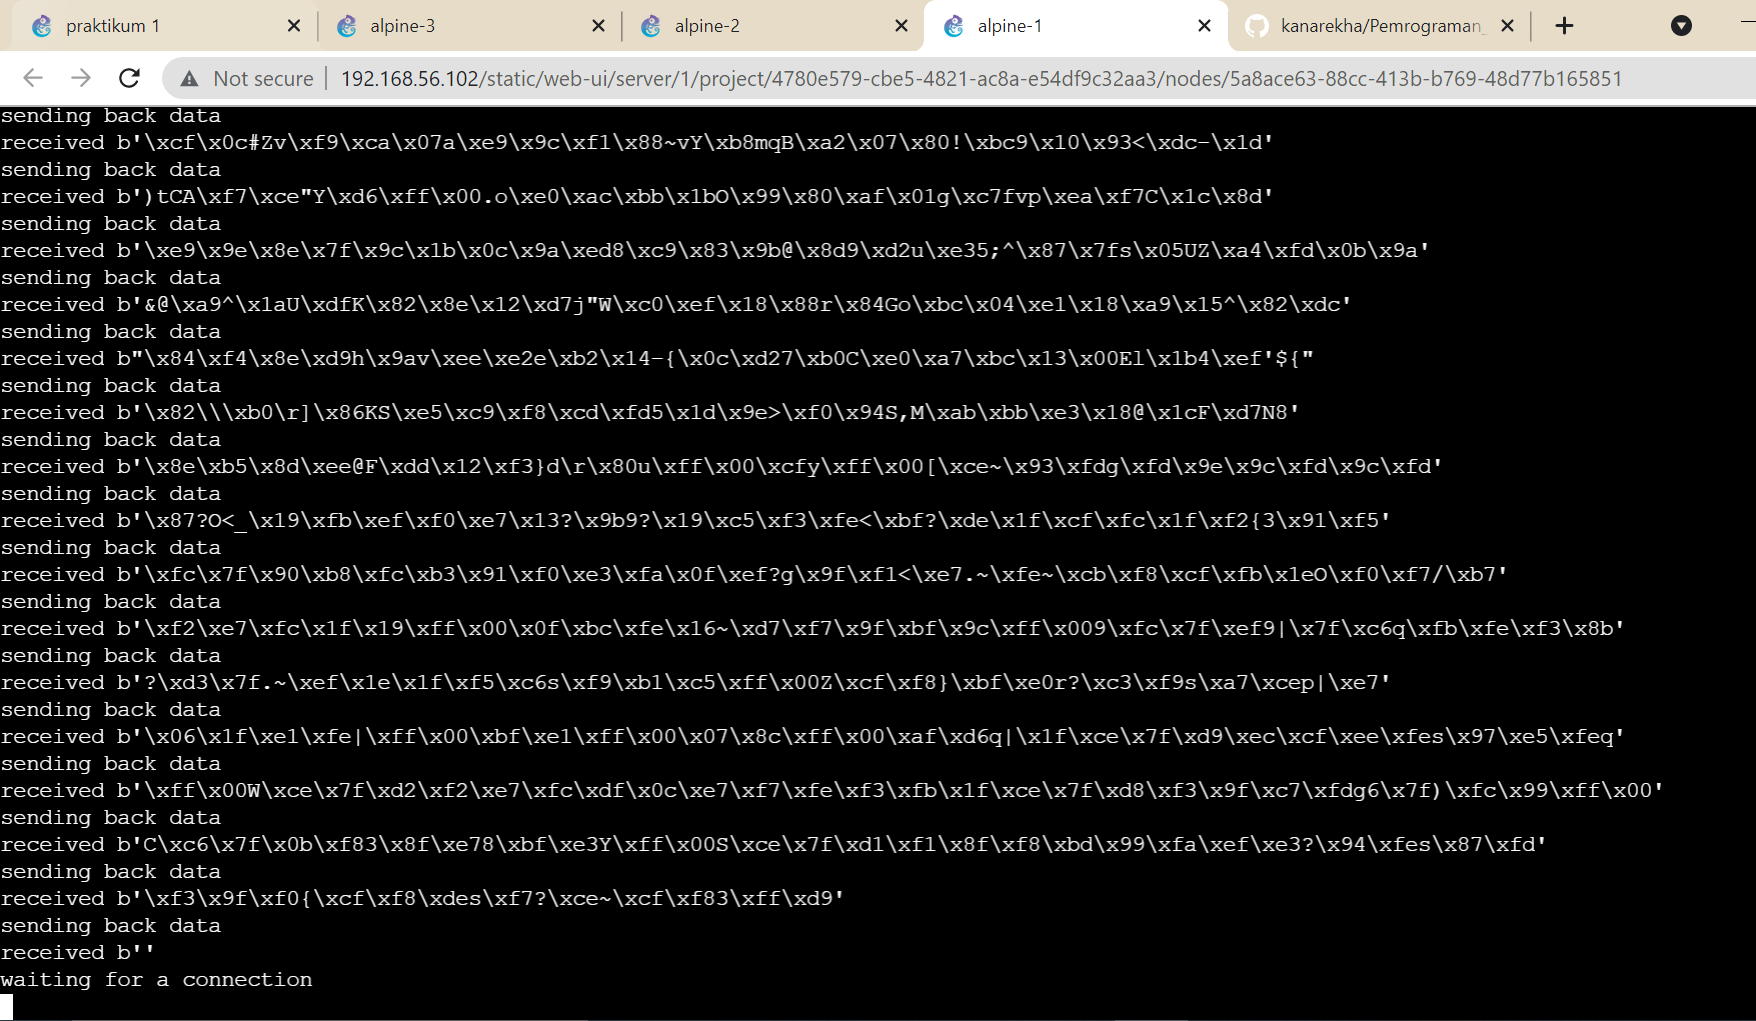 praktikum 1
alpine-3
alpine-2
alpine-1
kanarekha/Pemrograman_
Not secure
192.168.56.102/static/web-ui/server/1/project/4780e579-cbe5-4821-ac8a-e54df9c32aa3/nodes/5a8ace63-88cc-413b-b769-48d77b165851
sending back data
received b'\xcf\x0c#Zv\xf9\xca\x07a\xe9\x9c\xf1\x88~vY\xb8mqB\xa2\x07\x80!\xbc9\x10\x93<\xdc-\x1d'
sending back data
received b')tCA\xf7\xce"Y\xd6\xff\x00.o\xe0\xac\xbb\x1bO\x99\x80\xaf\x01g\xc7fvp\xea\xf7C\x1c\x8d'
sending back data
received b'\xe9\x9e\x8e\x7f\x9c\x1b\x0c\x9a\xed8\xc9\x83\x9b@\x8d9\xd2u\xe35;^\x87\x7fs\x05UZ\xa4\xfd\x0b\x9a'
sending back data
received b'&@\xa9^\x1aU\xdfK\x82\x8e\x12\xd7j"W\xc0\xef\x18\x88r\x84Go\xbc\x04\xe1\x18\xa9\x15^\x82\xdc'
sending back data
received b"\x84\xf4\x8e\xd9h\x9av\xee\xe2e\xb2\x14-{\x0c\xd27\xb0C\xe0\xa7\xbc\x13\x00El\x1b4\xef'${"
sending back data
received b'\x82\\\xb0\r]\x86KS\xe5\xc9\xf8\xcd\xfd5\x1d\x9e>\xf0\x94S,M\xab\xbb\xe3\x18@\x1cF\xd7N8'
sending back data
received b'\x8e\xb5\x8d\xee@F\xdd\x12\xf3}d\r\x80u\xff\x00\xcfy\xff\x00[\xce~\x93\xfdg\xfd\x9e\x9c\xfd\x9c\xfd'
sending back data
received b'\x87?O<_\x19\xfb\xef\xf0\xe7\x13?\x9b9?\x19\xc5\xf3\xfe<\xbf?\xde\x1f\xcf\xfc\x1f\xf2{3\x91\xf5'
sending back data
received b'\xfc\x7f\x90\xb8\xfc\xb3\x91\xf0\xe3\xfa\x0f\xef?g\x9f\xf1<\xe7.~\xfe~\xcb\xf8\xcf\xfb\x1eO\xf0\xf7/\xb7'
sending back data
received b'\xf2\xe7\xfc\x1f\x19\xff\x00\x0f\xbc\xfe\x16~\xd7\xf7\x9f\xbf\x9c\xff\x009\xfc\x7f\xef9|\x7f\xc6q\xfb\xfe\xf3\x8b'
sending back data
received b'?\xd3\x7f.~\xef\x1e\x1f\xf5\xc6s\xf9\xb1\xc5\xff\x00Z\xcf\xf8}\xbf\xe0r?\xc3\xf9s\xa7\xcep|\xe7'
sending back data
received b'\x06\x1f\xe1\xfe|\xff\x00\xbf\xe1\xff\x00\x07\x8c\xff\x00\xaf\xd6q|\x1f\xce\x7f\xd9\xec\xcf\xee\xfes\x97\xe5\xfeq'
sending back data
received b'\xff\x00W\xce\x7f\xd2\xf2\xe7\xfc\xdf\x0c\xe7\xf7\xfe\xf3\xfb\x1f\xce\x7f\xd8\xf3\x9f\xc7\xfdg6\x7f)\xfc\x99\xff\x00'
sending back data
received b'C\xc6\x7f\x0b\xf83\x8f\xe78\xbf\xe3Y\xff\x00S\xce\x7f\xd1\xf1\x8f\xf8\xbd\x99\xfa\xef\xe3?\x94\xfes\x87\xfd'
sending back data
received b'\xf3\x9f\xf0{\xcf\xf8\xdes\xf7?\xce~\xcf\xf83\xff\xd9'
sending back data
received b''
waiting for a connection